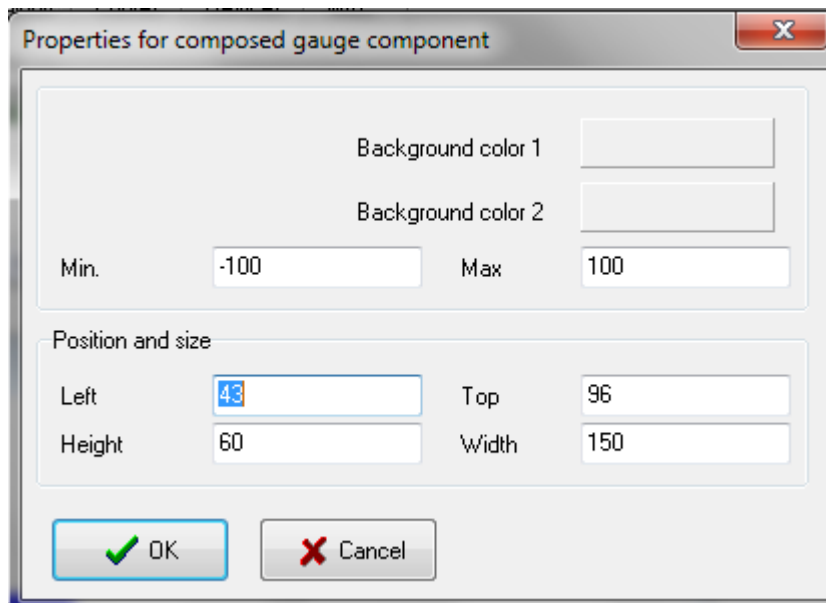 Properties for composed gauge component
Background color 1
Background color 2
Min. -100 Max 100
Position and size
Left 43 Top 96
Height 60 Width 150
OK Cancel